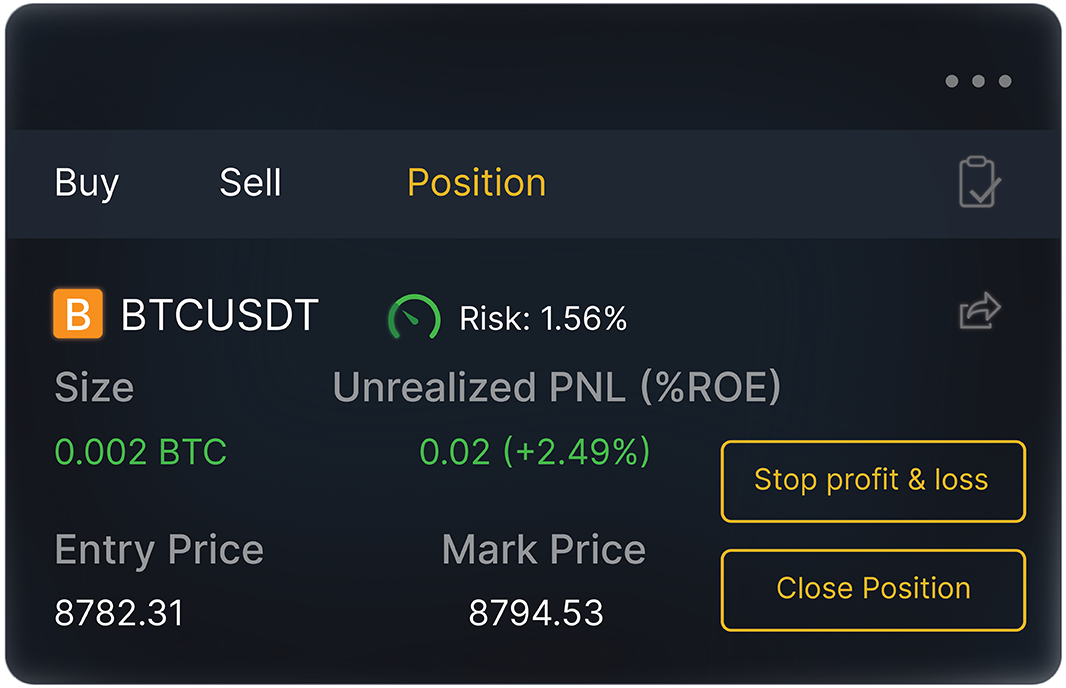 Buy Sell Position
B BTCUSDT Risk: 1.56%
Size Unrealized PNL (%ROE)
0.002 BTC 0.02 (+2.49%)
Stop profit & loss
Entry Price Mark Price
Close Position
8782.31 8794.53